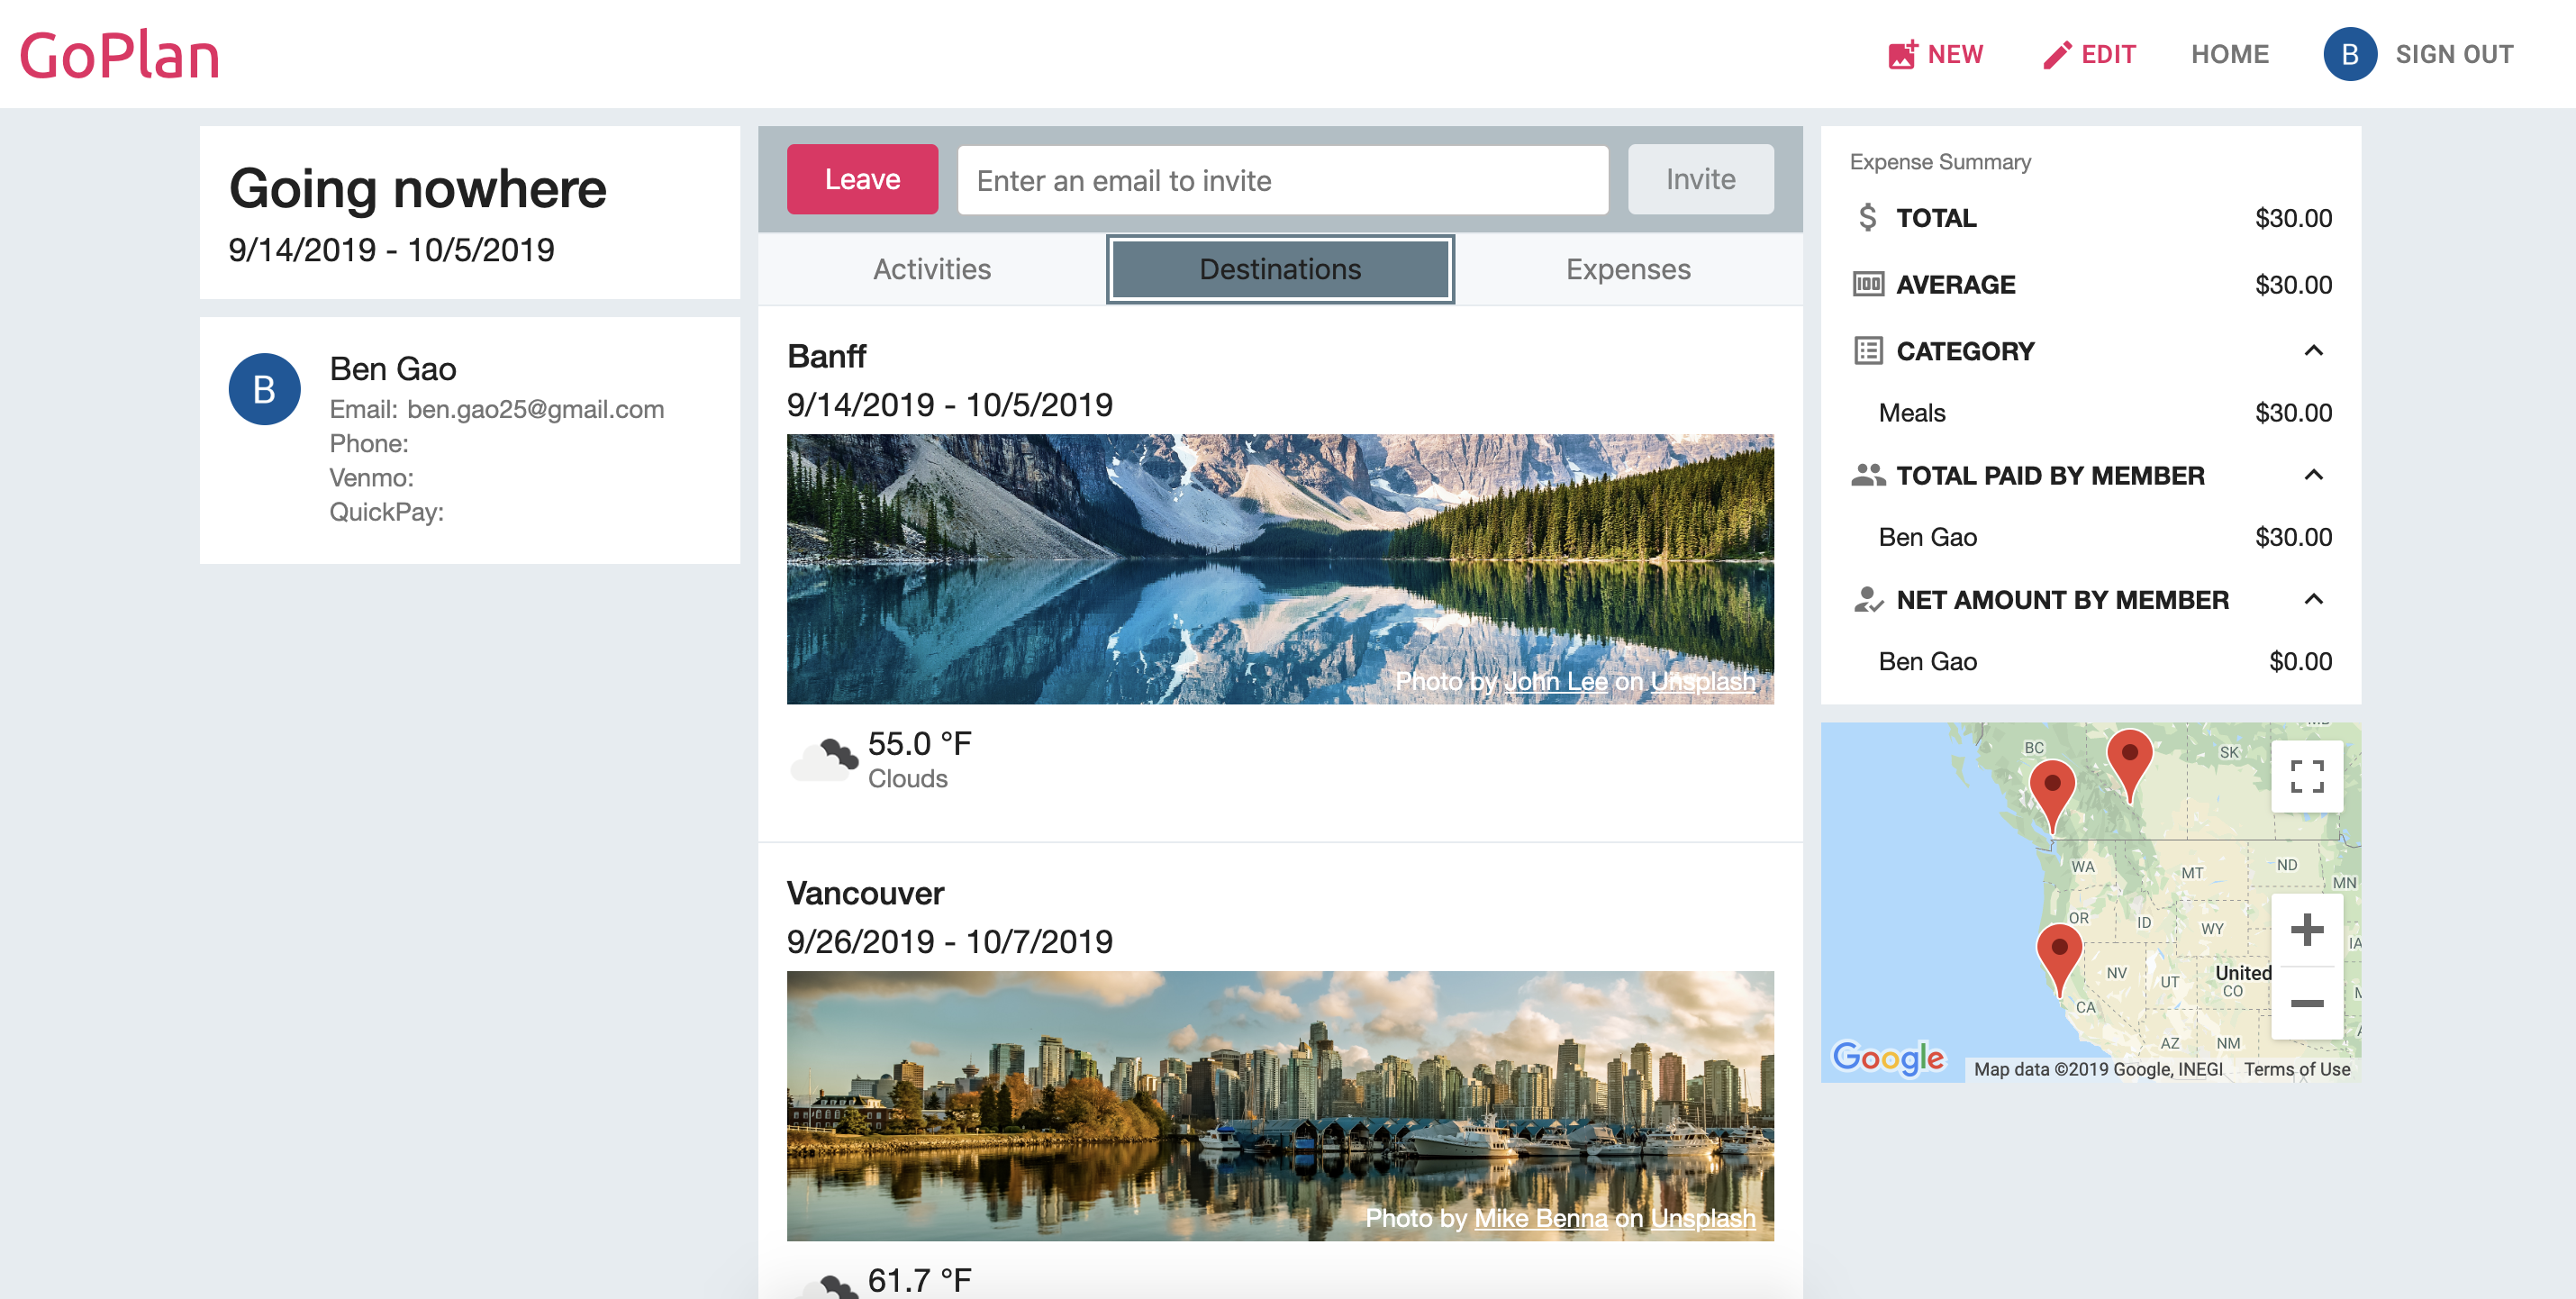 GoPlan
NEW
EDIT
HOME
B
SIGN OUT
Going nowhere
9/14/2019 - 10/5/2019
B
Ben Gao
Email: ben.gao25@gmail.com
Phone:
Venmo:
QuickPay:
Leave
Enter an email to invite
Invite
Activities
Destinations
Expenses
Banff
9/14/2019 - 10/5/2019
Photo by John Lee on Unsplash
55.0 °F
Clouds
Vancouver
9/26/2019 - 10/7/2019
Photo by Mike Benna on Unsplash
61.7 °F
Expense Summary
$ TOTAL $30.00
100 AVERAGE $30.00
CATEGORY
Meals $30.00
TOTAL PAID BY MEMBER
Ben Gao $30.00
NET AMOUNT BY MEMBER
Ben Gao $0.00
BC
SK
WA
MT
ND
MN
OR
ID
WY
IA
NV
UT
United
CO
CA
AZ
NM
Google
Map data ©2019 Google, INEGI
Terms of Use